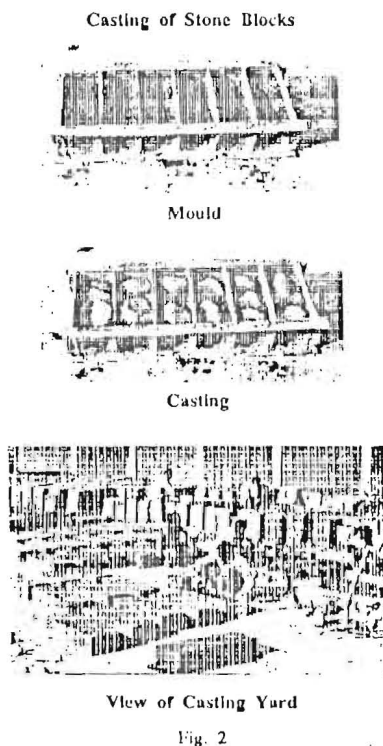 Casting of Stone Blocks
Mould
Casting
View of Casting Yard
Fig. 2